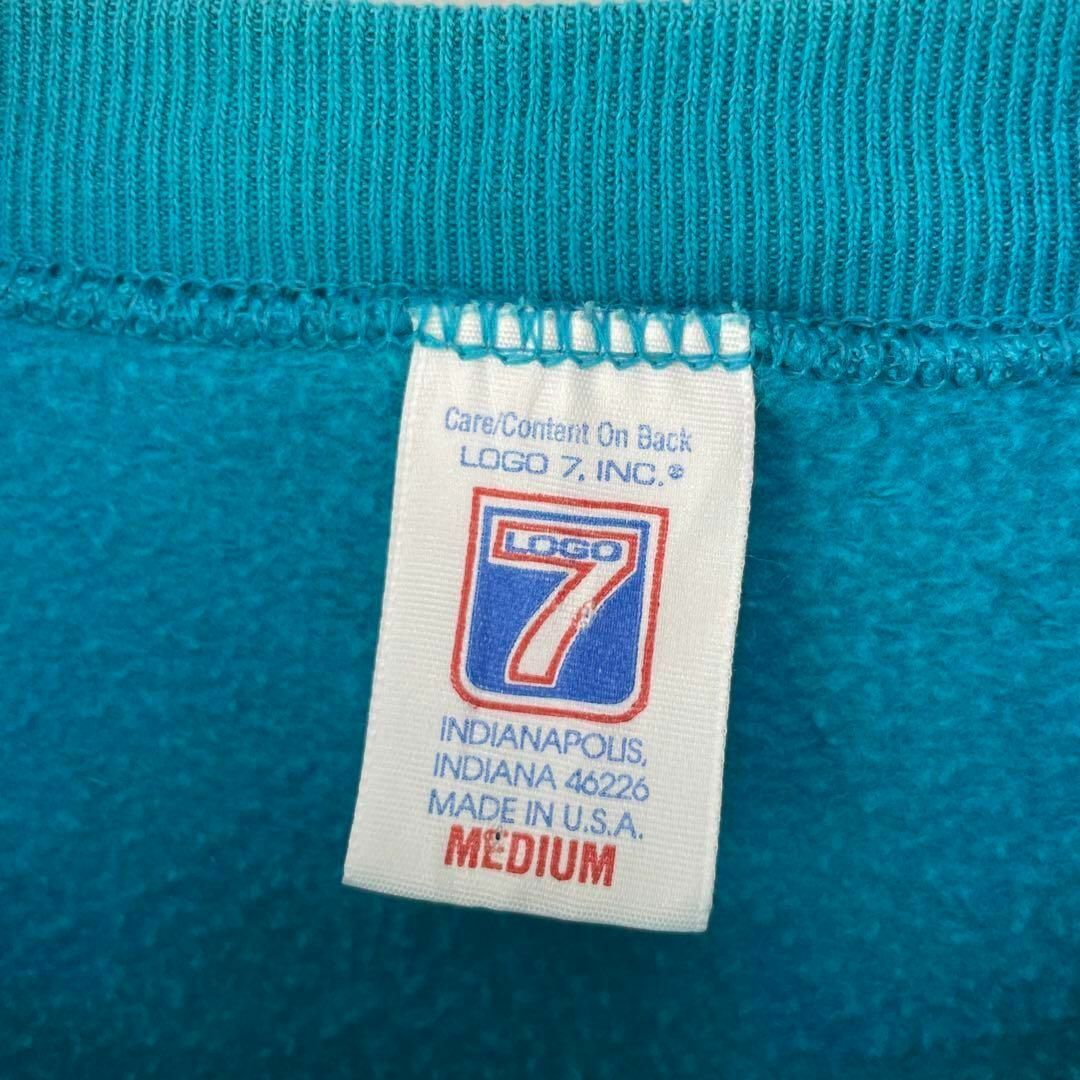 Care/Content On Back
LOGO 7, INC.®
LOGO
7
INDIANAPOLIS,
INDIANA 46226
MADE IN U.S.A.
MEDIUM